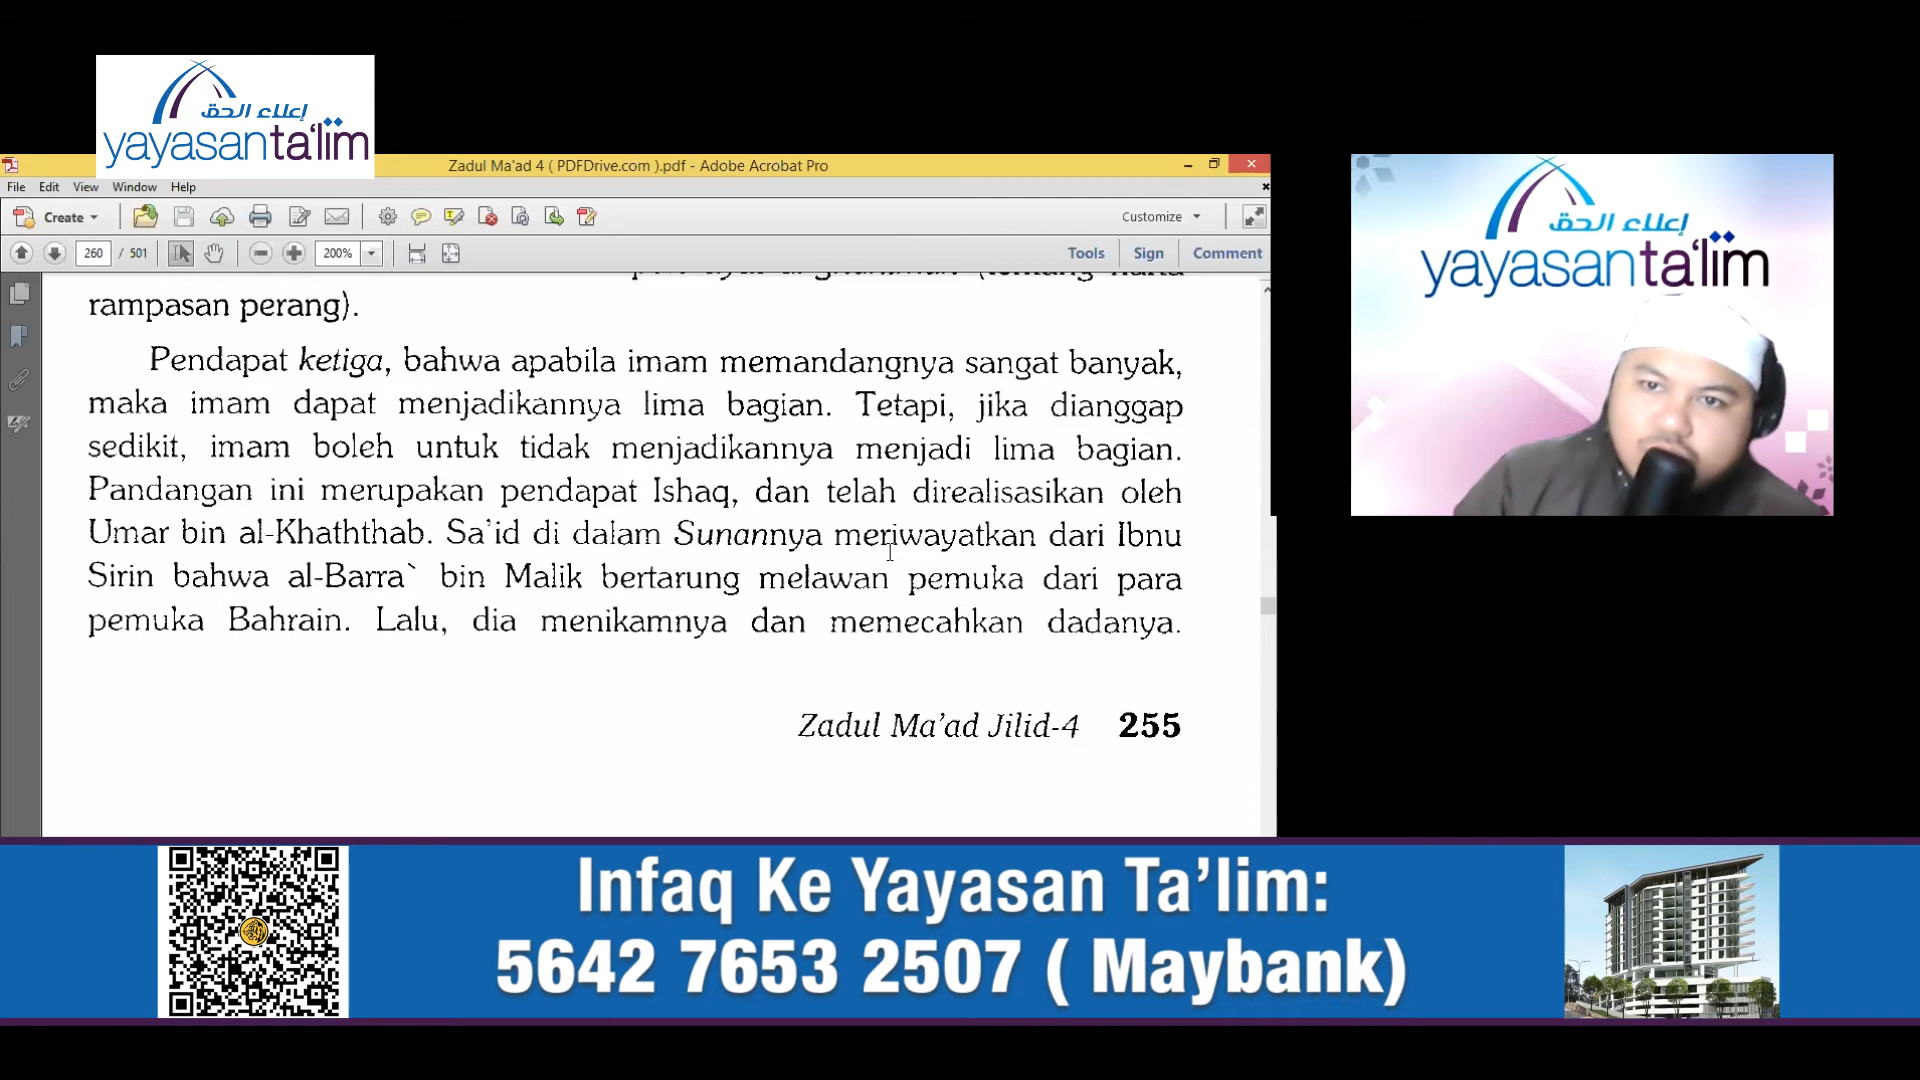 إعلاء الحق
yayasanta'lim
Zadul Ma'ad 4 ( PDFDrive.com ).pdf - Adobe Acrobat Pro
File Edit View Window Help
Create Customize
260 / 501 200% Tools Sign Comment
rampasan perang).
Pendapat ketiga, bahwa apabila imam memandangnya sangat banyak,
maka imam dapat menjadikannya lima bagian. Tetapi, jika dianggap
sedikit, imam boleh untuk tidak menjadikannya menjadi lima bagian.
Pandangan ini merupakan pendapat Ishaq, dan telah direalisasikan oleh
Umar bin al-Khaththab. Sa'id di dalam Sunannya meriwayatkan dari Ibnu
Sirin bahwa al-Barra` bin Malik bertarung melawan pemuka dari para
pemuka Bahrain. Lalu, dia menikamnya dan memecahkan dadanya.
Zadul Ma'ad Jilid-4 255
إعلاء الحق
yayasanta'lim
Infaq Ke Yayasan Ta'lim:
5642 7653 2507 ( Maybank)